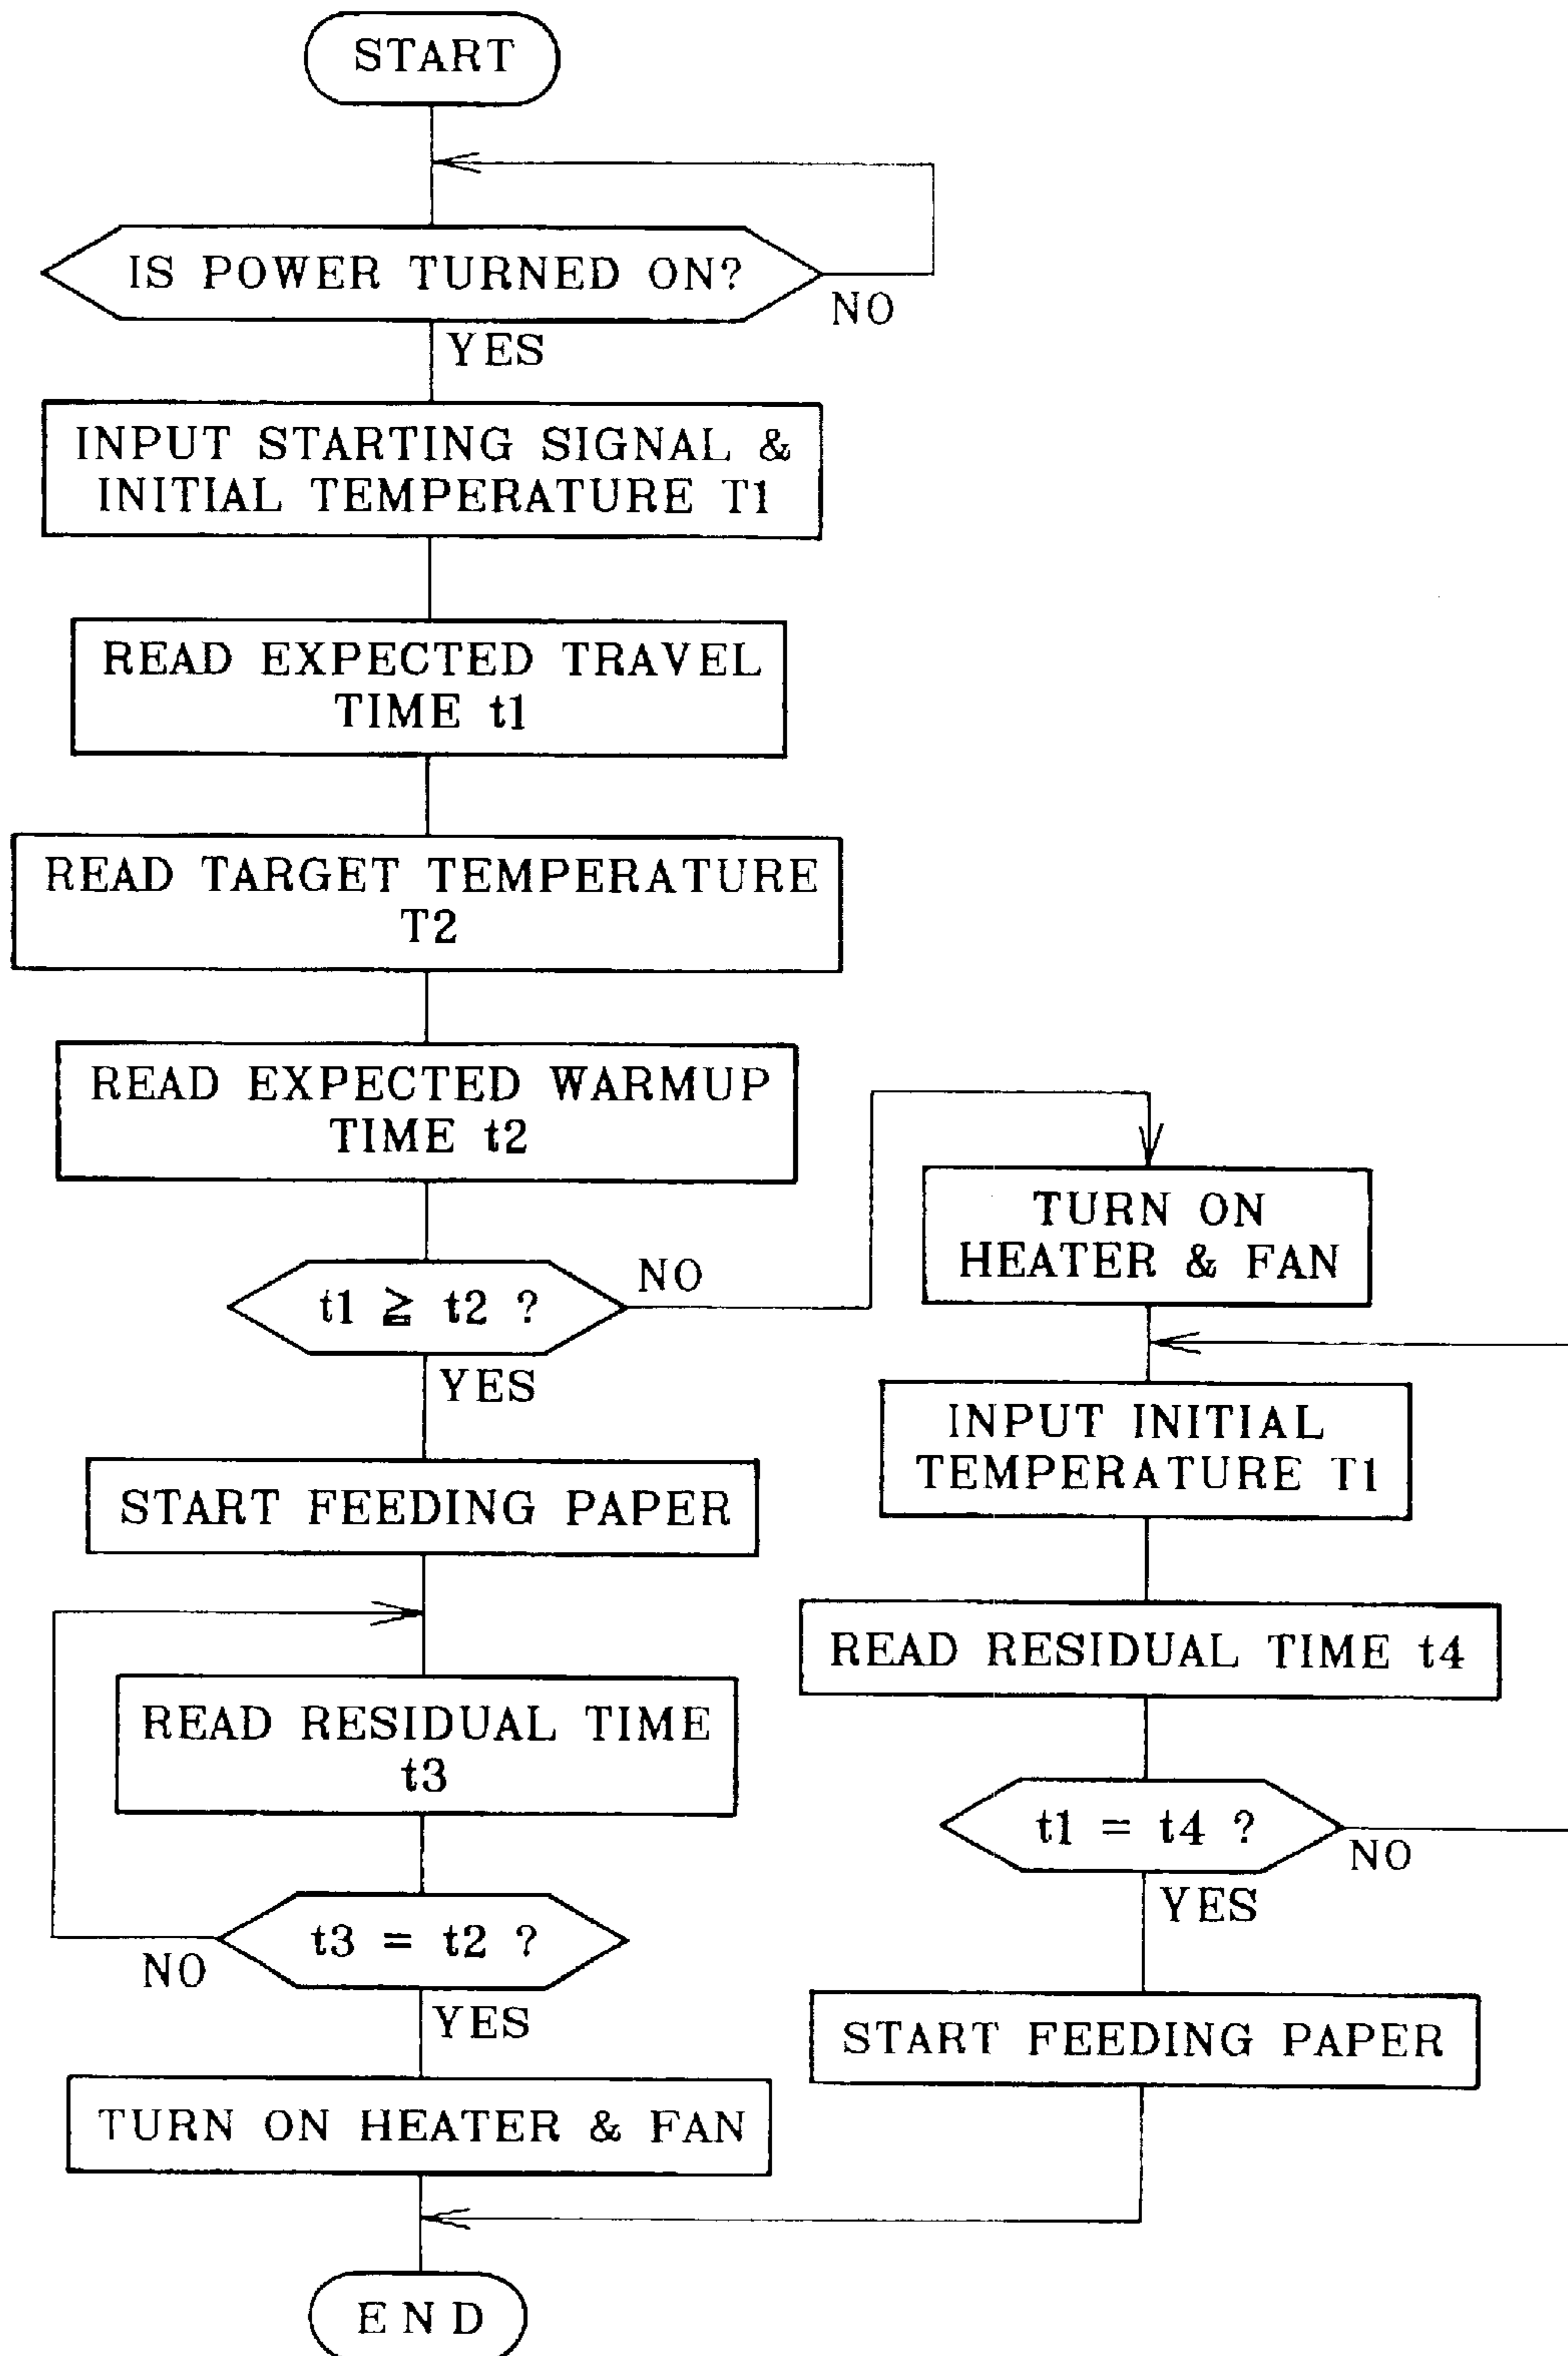 START
IS POWER TURNED ON?
NO
YES
INPUT STARTING SIGNAL &
INITIAL TEMPERATURE T1
READ EXPECTED TRAVEL
TIME t1
READ TARGET TEMPERATURE
T2
READ EXPECTED WARMUP
TIME t2
t1 ≧ t2 ?
NO
YES
START FEEDING PAPER
READ RESIDUAL TIME
t3
t3 = t2 ?
NO
YES
TURN ON HEATER & FAN
TURN ON
HEATER & FAN
INPUT INITIAL
TEMPERATURE T1
READ RESIDUAL TIME t4
t1 = t4 ?
NO
YES
START FEEDING PAPER
END